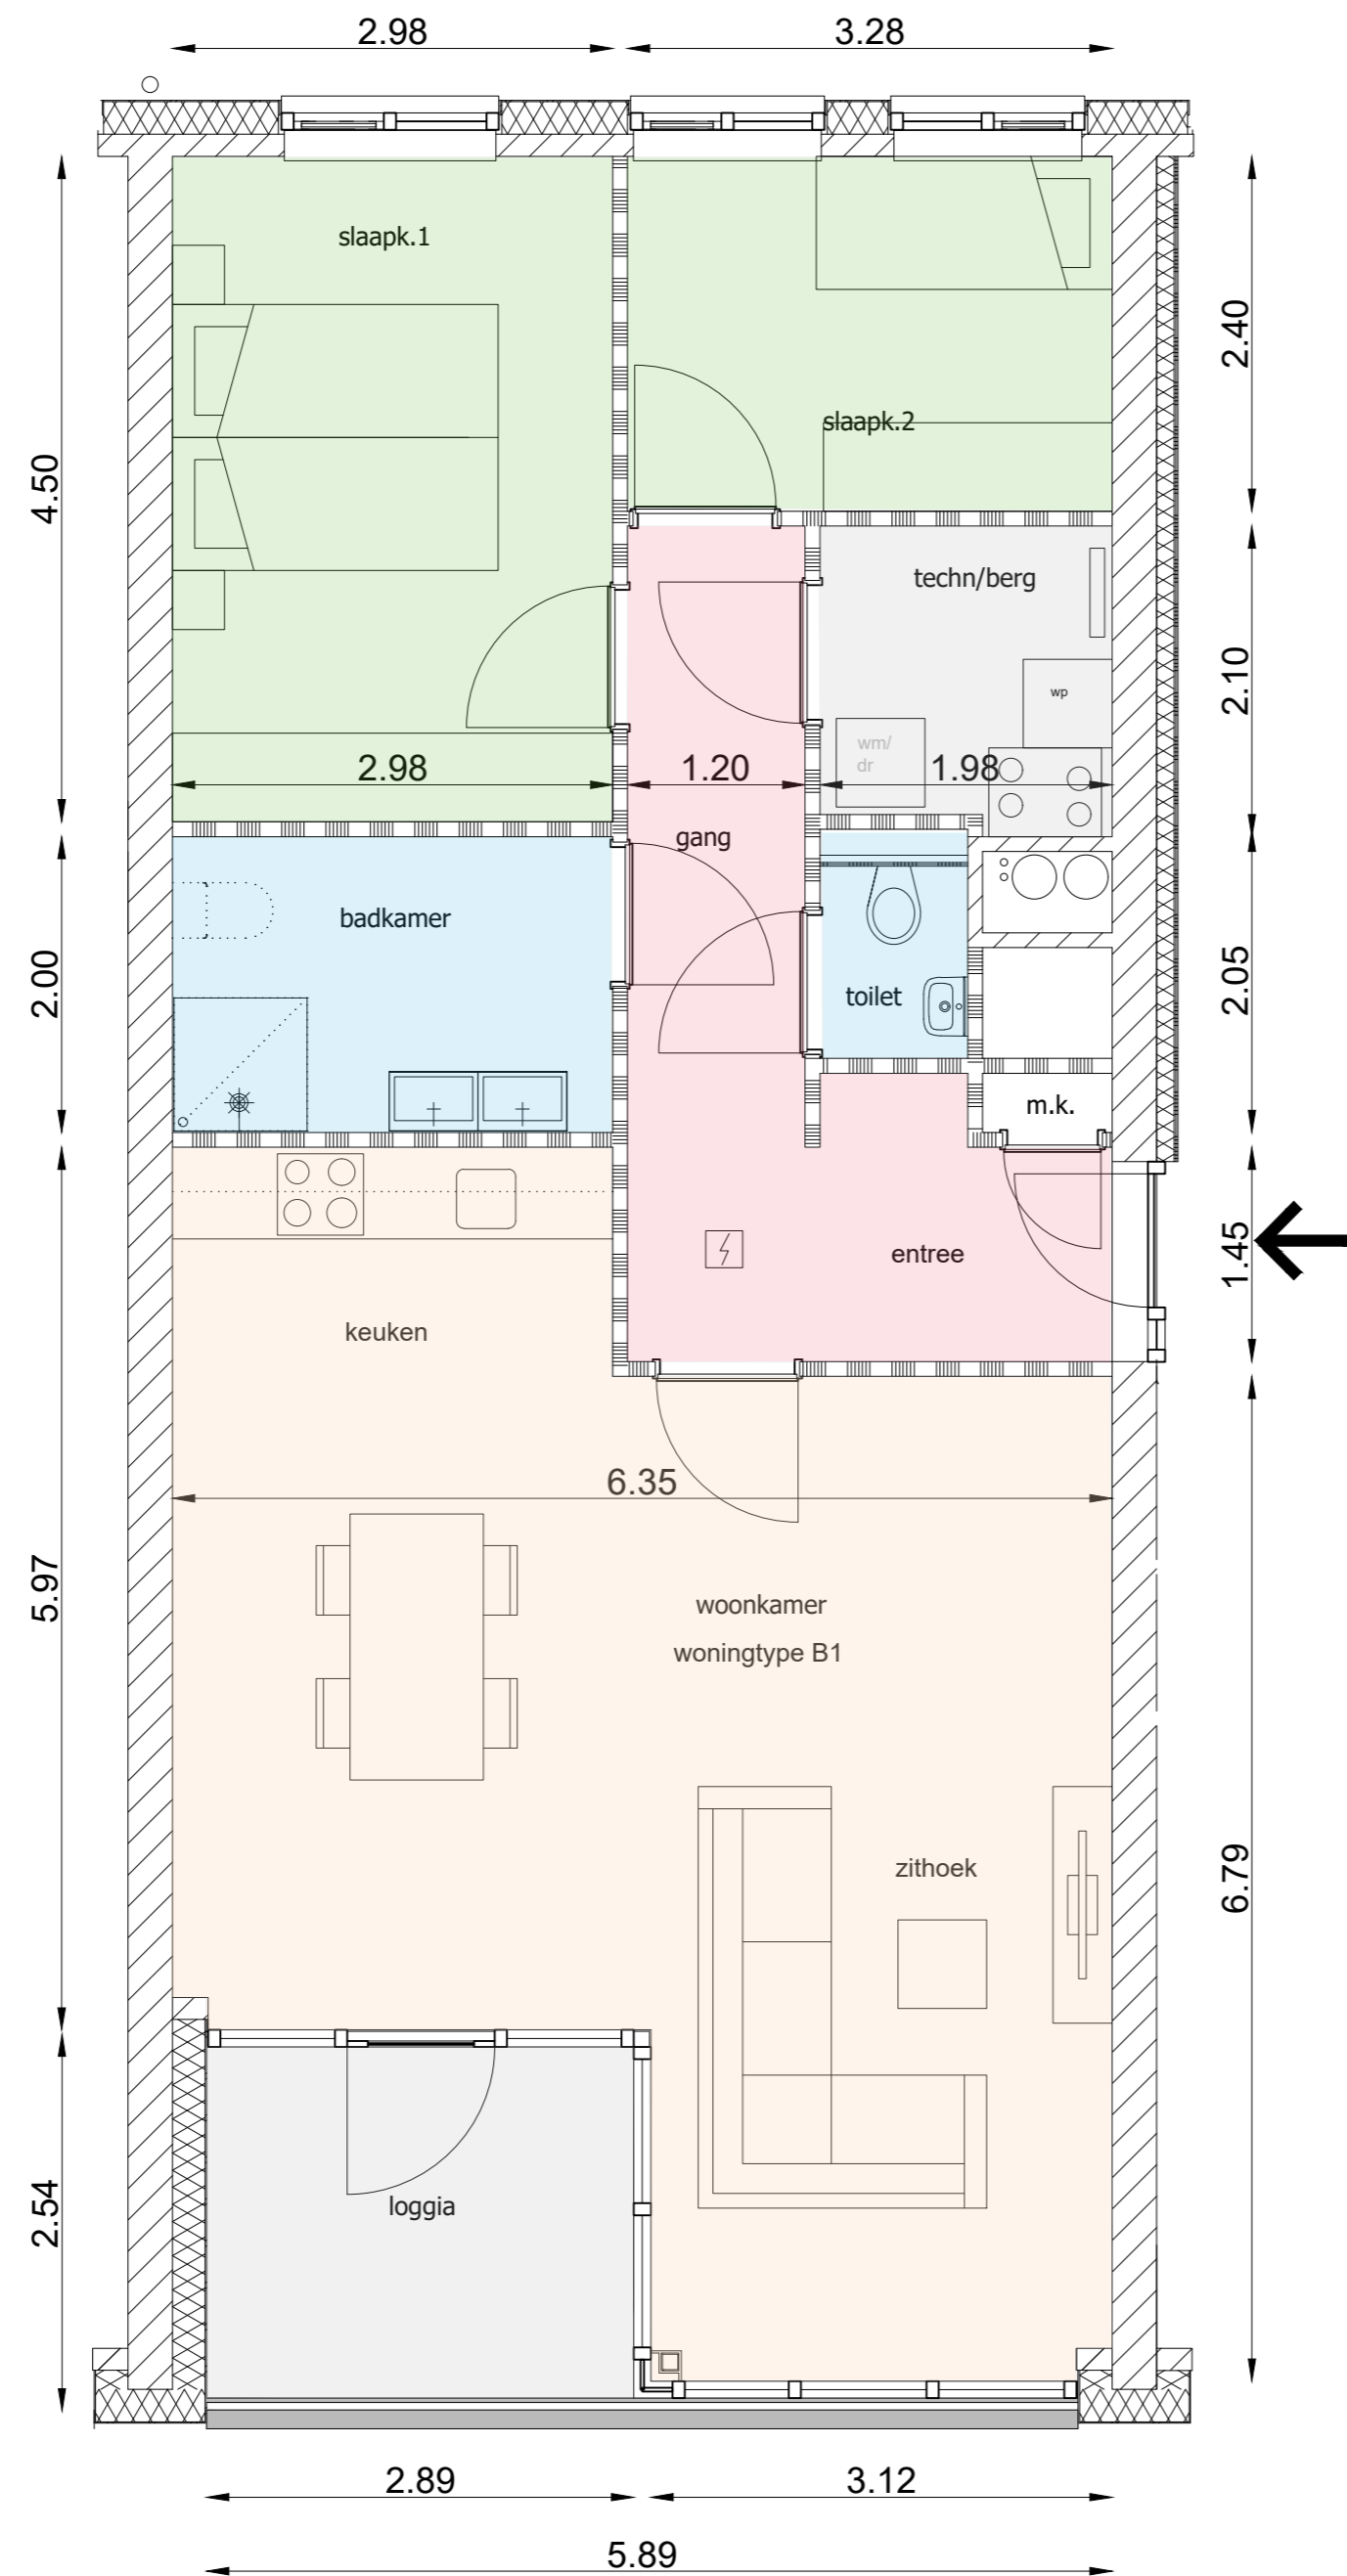 2.98
3.28
slaapk.1
2.40
slaapk.2
4.50
techn/berg
2.10
wp
wm/
dr
2.98
1.20
1.98
gang
badkamer
2.00
toilet
2.05
m.k.
1.45
entree
keuken
6.35
5.97
woonkamer
woningtype B1
zithoek
6.79
2.54
loggia
2.89
3.12
5.89